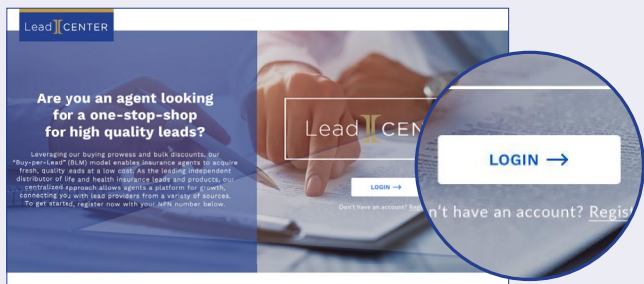 Lead CENTER
Are you an agent looking
for a one-stop-shop
for high quality leads?
Leveraging our buying prowess and bulk discounts, our
"Buy-per-Lead" (BLM) model enables insurance agents to acquire
fresh, quality leads at a low cost. As the leading independent
distributor of life and health insurance leads and products, our
centralized approach allows agents a platform for growth,
connecting you with lead providers from a variety of sources.
To get started, register now with your NPN number below.
Lead CEN
LOGIN →
Don't have an account? Reg
LOGIN →
n't have an account? Regist